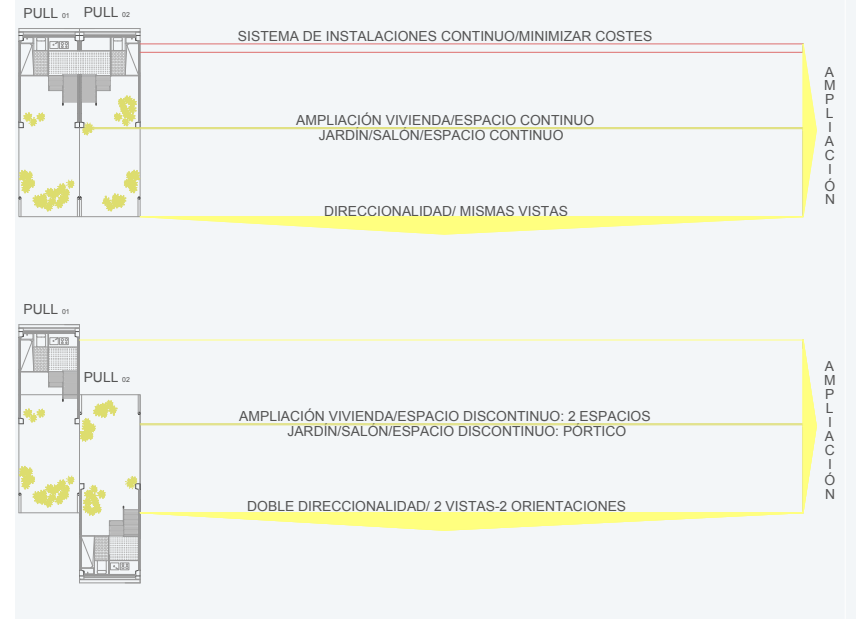 PULL 01 PULL 02
SISTEMA DE INSTALACIONES CONTINUO/MINIMIZAR COSTES
AMPLIACIÓN VIVIENDA/ESPACIO CONTINUO
JARDÍN/SALÓN/ESPACIO CONTINUO
DIRECCIONALIDAD/ MISMAS VISTAS
AMPLIACIÓN
PULL 01
PULL 02
AMPLIACIÓN VIVIENDA/ESPACIO DISCONTINUO: 2 ESPACIOS
JARDÍN/SALÓN/ESPACIO DISCONTINUO: PÓRTICO
DOBLE DIRECCIONALIDAD/ 2 VISTAS-2 ORIENTACIONES
AMPLIACIÓN